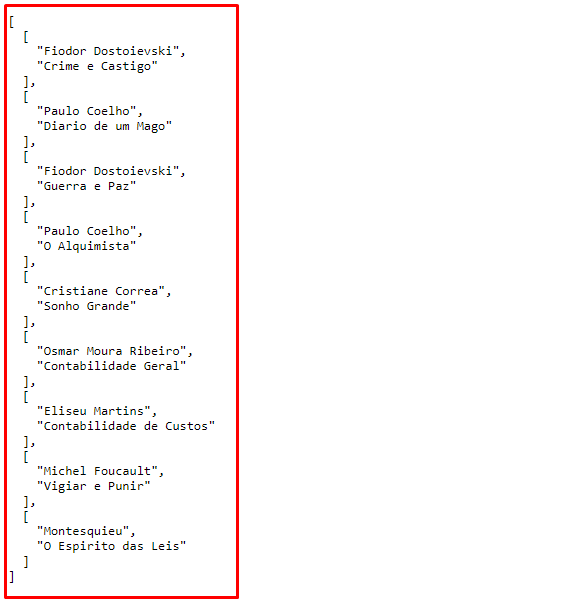 [
  [
    "Fiodor Dostoievski",
    "Crime e Castigo"
  ],
  [
    "Paulo Coelho",
    "Diario de um Mago"
  ],
  [
    "Fiodor Dostoievski",
    "Guerra e Paz"
  ],
  [
    "Paulo Coelho",
    "O Alquimista"
  ],
  [
    "Cristiane Correa",
    "Sonho Grande"
  ],
  [
    "Osmar Moura Ribeiro",
    "Contabilidade Geral"
  ],
  [
    "Eliseu Martins",
    "Contabilidade de Custos"
  ],
  [
    "Michel Foucault",
    "Vigiar e Punir"
  ],
  [
    "Montesquieu",
    "O Espirito das Leis"
  ]
]